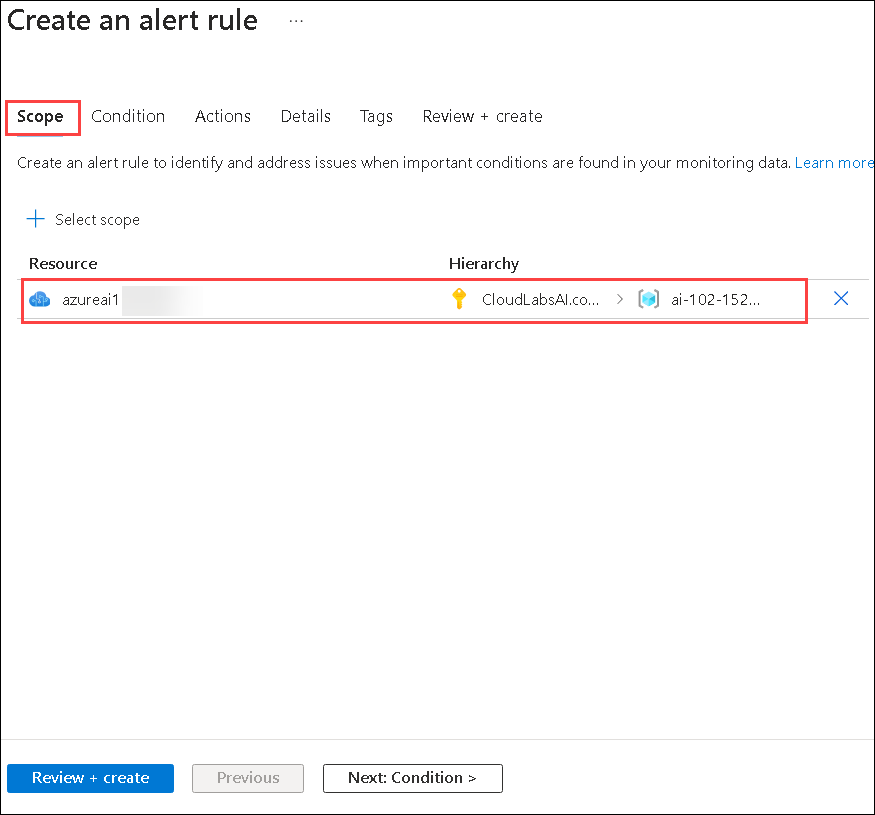 Create an alert rule ...
Scope Condition Actions Details Tags Review + create
Create an alert rule to identify and address issues when important conditions are found in your monitoring data. Learn more
+ Select scope
Resource Hierarchy
azureai1 CloudLabsAI.co... > ai-102-152...
Review + create Previous Next: Condition >